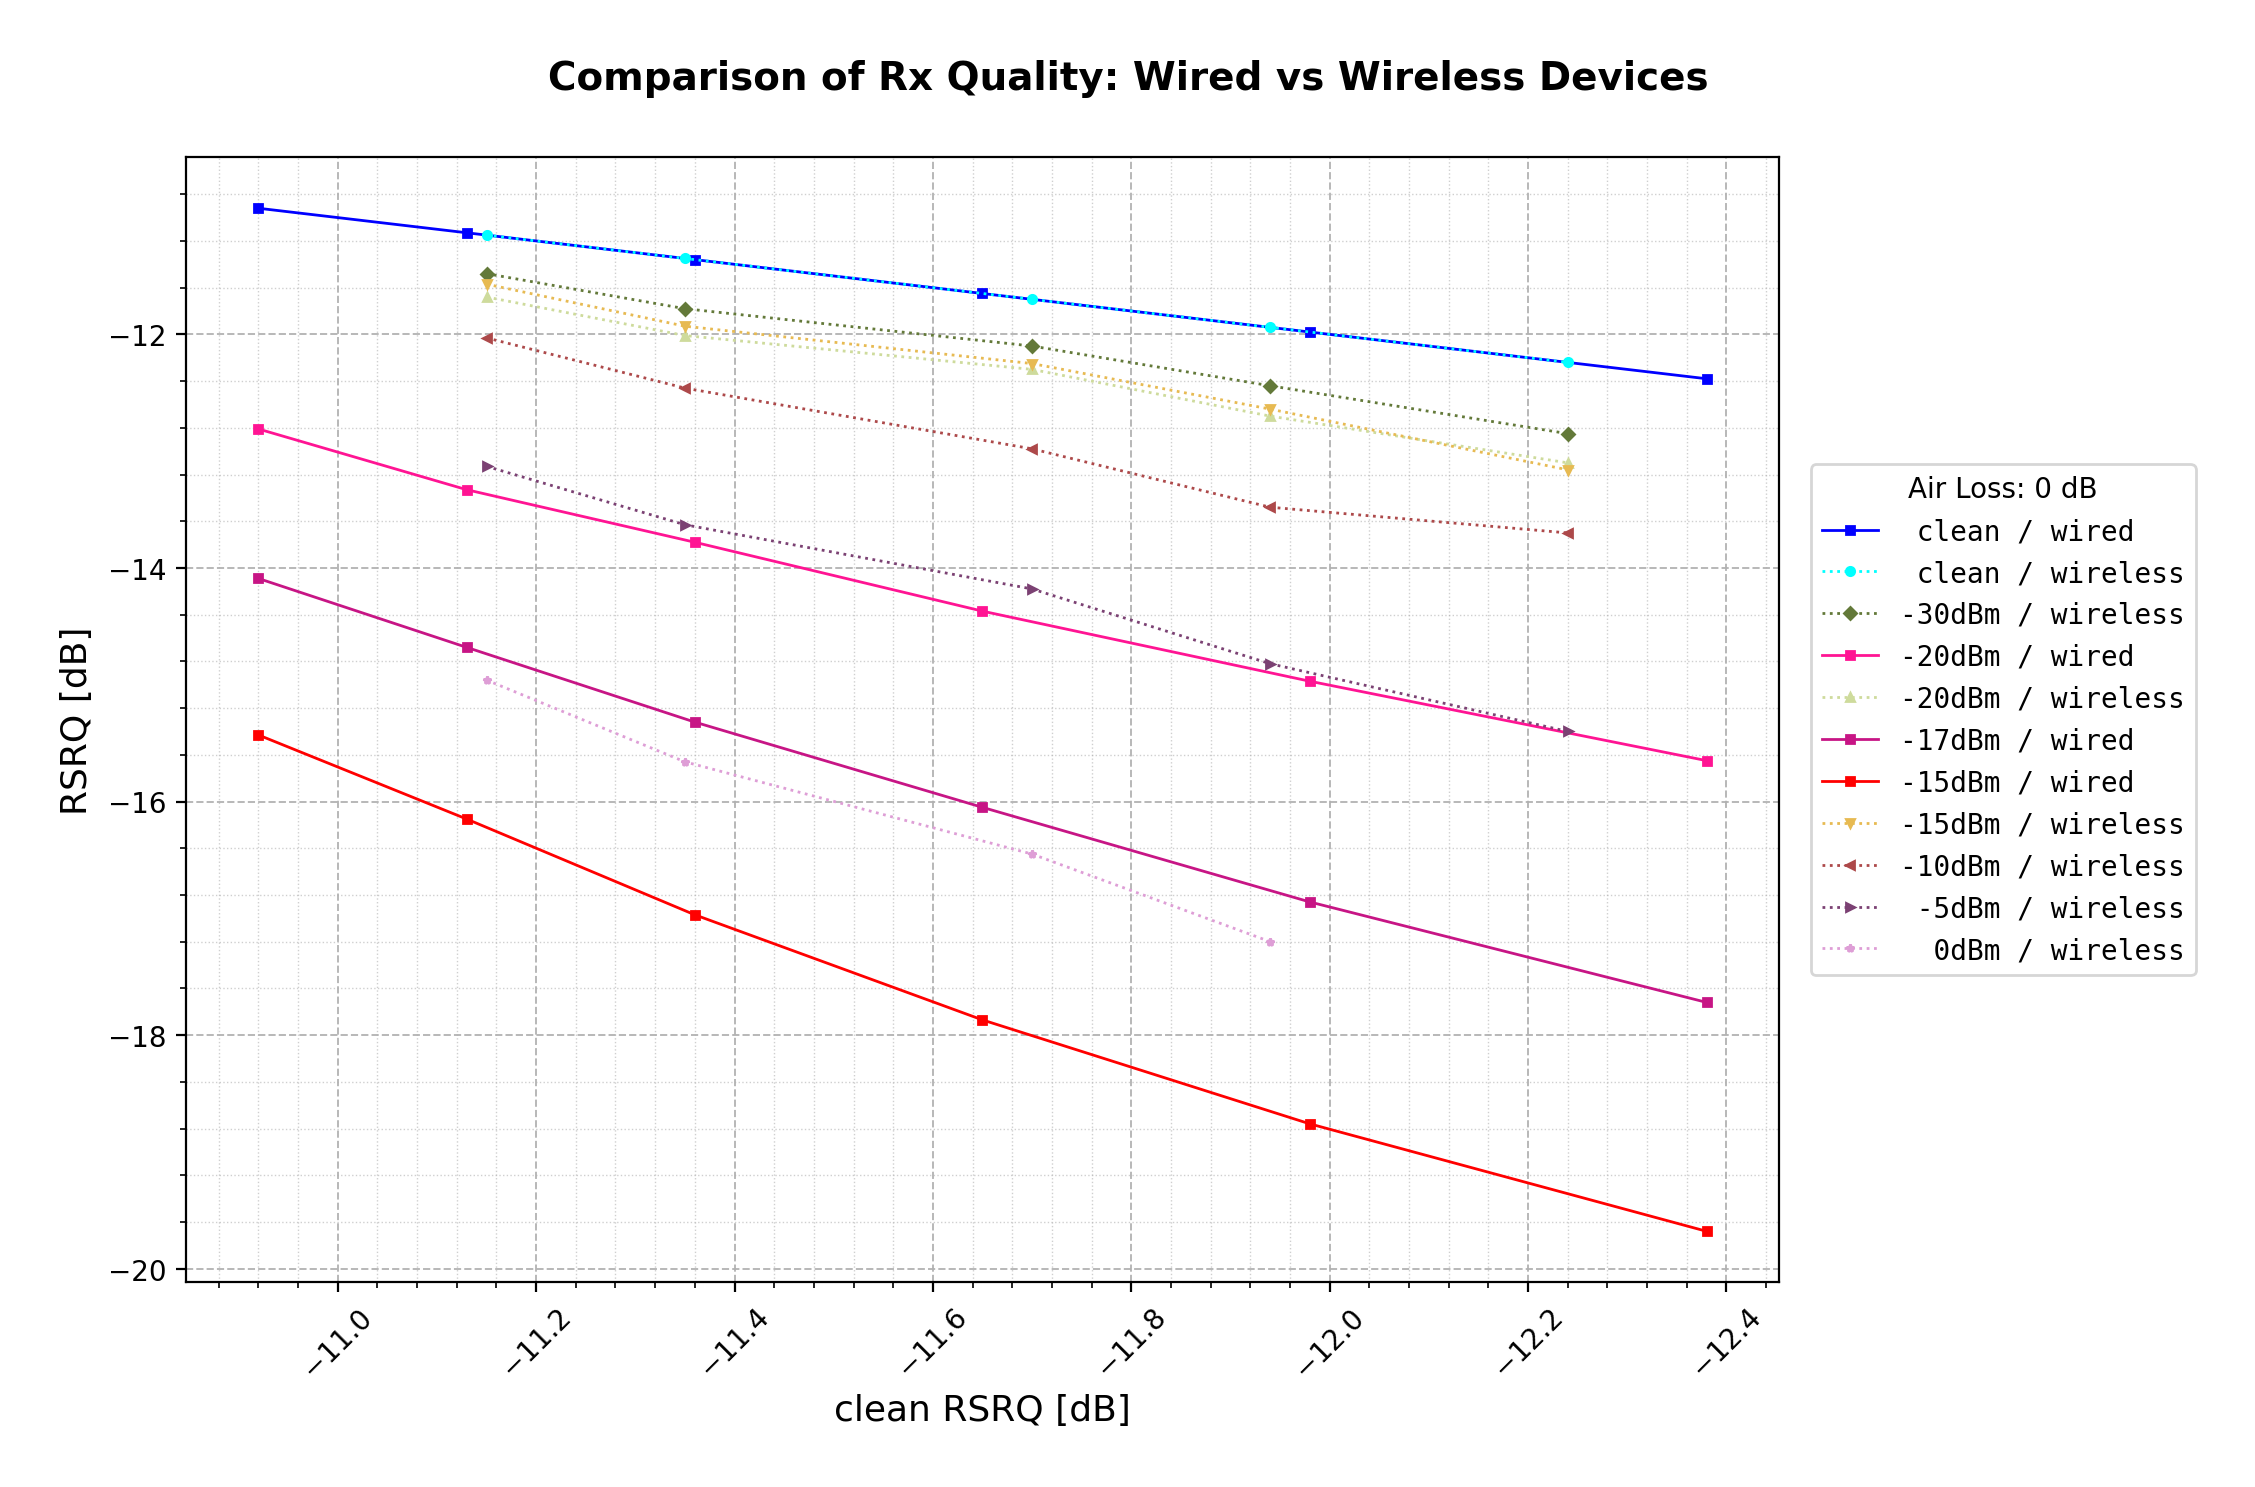 Comparison of Rx Quality: Wired vs Wireless Devices
RSRQ [dB]
−12
−14
−16
−18
−20
−11.0
−11.2
−11.4
−11.6
−11.8
−12.0
−12.2
−12.4
clean RSRQ [dB]
Air Loss: 0 dB
clean / wired
clean / wireless
-30dBm / wireless
-20dBm / wired
-20dBm / wireless
-17dBm / wired
-15dBm / wired
-15dBm / wireless
-10dBm / wireless
-5dBm / wireless
0dBm / wireless